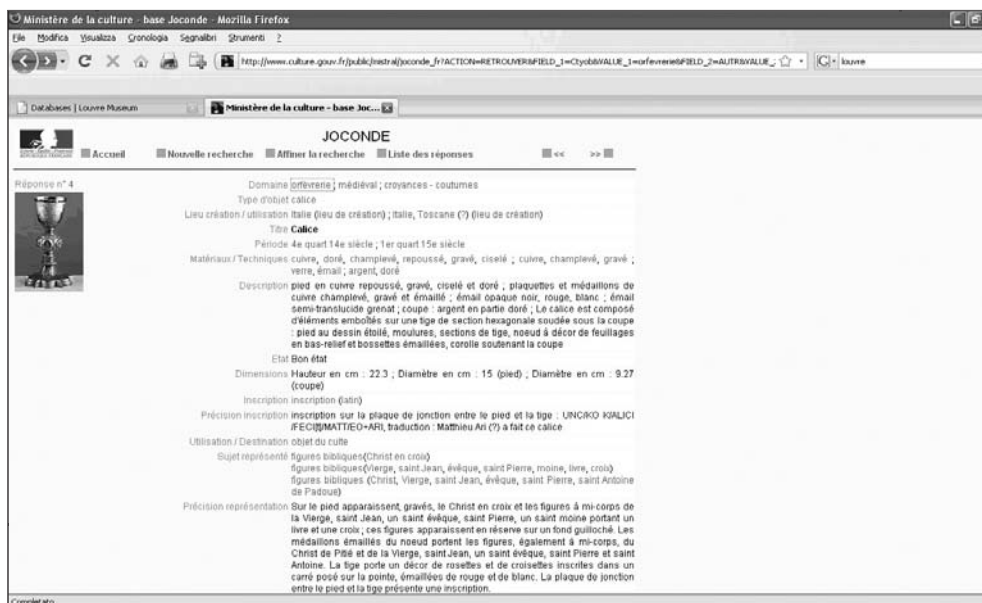 Ministère de la culture - base Joconde - Mozilla Firefox
File Modifica Visualizza Cronologia Segnalibri Strumenti ?
http://www.culture.gouv.fr/public/mistral/joconde_fr?ACTION=RETROUVER&FIELD_1=Ctyob&VALUE_1=orfevrerie&FIELD_2=AUTR&VALUE_: G louvre
Databases | Louvre Museum Ministère de la culture - base Joc...
JOCONDE
Accueil Nouvelle recherche Affiner la recherche Liste des réponses << >>
Réponse n° 4
Domaine orfèvrerie ; médiéval ; croyances - coutumes
Type d'objet calice
Lieu création / utilisation Italie (lieu de création) ; Italie, Toscane (?) (lieu de création)
Titre Calice
Période 4e quart 14e siècle ; 1er quart 15e siècle
Matériaux / Techniques cuivre, doré, champlevé, repoussé, gravé, ciselé ; cuivre, champlevé, gravé ;
verre, émail ; argent, doré
Description pied en cuivre repoussé, gravé, ciselé et doré ; plaquettes et médaillons de
cuivre champlevé, gravé et émaillé ; émail opaque noir, rouge, blanc ; émail
semi-translucide grenat ; coupe : argent en partie doré ; Le calice est composé
d'éléments emboîtés sur une tige de section hexagonale soudée sous la coupe
: pied au dessin étoilé, moulures, sections de tige, noeud à décor de feuillages
en bas-relief et bossettes émaillées, corolle soutenant la coupe
Etat Bon état
Dimensions Hauteur en cm : 22.3 ; Diamètre en cm : 15 (pied) ; Diamètre en cm : 9.27
(coupe)
Inscription inscription (latin)
Précision inscription inscription sur la plaque de jonction entre le pied et la tige : UNC/KO K/ALICI
/MATT/EO+ARI, traduction : Matthieu Ari (?) a fait ce calice
Utilisation / Destination objet du culte
Sujet représenté figures bibliques(Christ en croix)
figures bibliques(Vierge, saint Jean, évêque, saint Pierre, moine, livre, croix)
figures bibliques (Christ, Vierge, saint Jean, évêque, saint Pierre, saint Antoine
de Padoue)
Précision représentation Sur le pied apparaissent, gravés, le Christ en croix et les figures à mi-corps de
la Vierge, saint Jean, un saint évêque, saint Pierre, un saint moine portant un
livre et une croix ; ces figures apparaissent en réserve sur un fond guilloché. Les
médaillons émaillés du noeud portent les figures, également à mi-corps, du
Christ de Pitié et de la Vierge, saint Jean, un saint évêque, saint Pierre et saint
Antoine. La tige porte un décor de rosettes et de croisettes inscrites dans un
carré posé sur la pointe, émaillées de rouge et de blanc. La plaque de jonction
entre le pied et la tige présente une inscription.
Completato